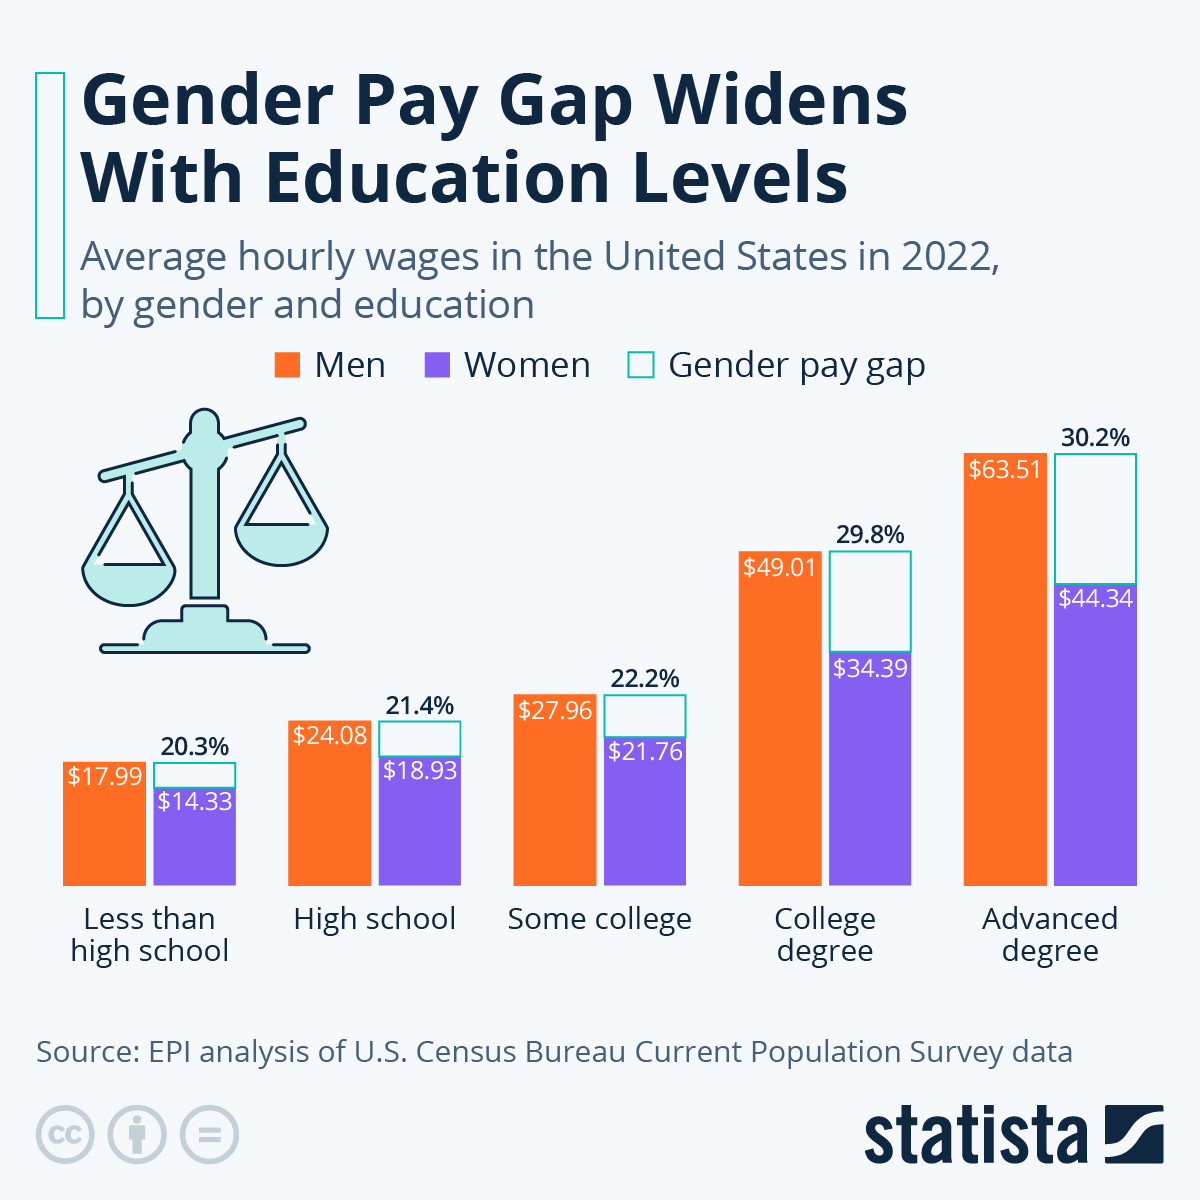 Gender Pay Gap Widens
With Education Levels
Average hourly wages in the United States in 2022,
by gender and education
Men Women Gender pay gap
30.2%
$63.51
29.8%
$49.01
$44.34
$34.39
22.2%
$27.96
21.4%
$24.08
$21.76
20.3%
$18.93
$17.99
$14.33
Less than
high school
High school
Some college
College
degree
Advanced
degree
Source: EPI analysis of U.S. Census Bureau Current Population Survey data
cc
statista